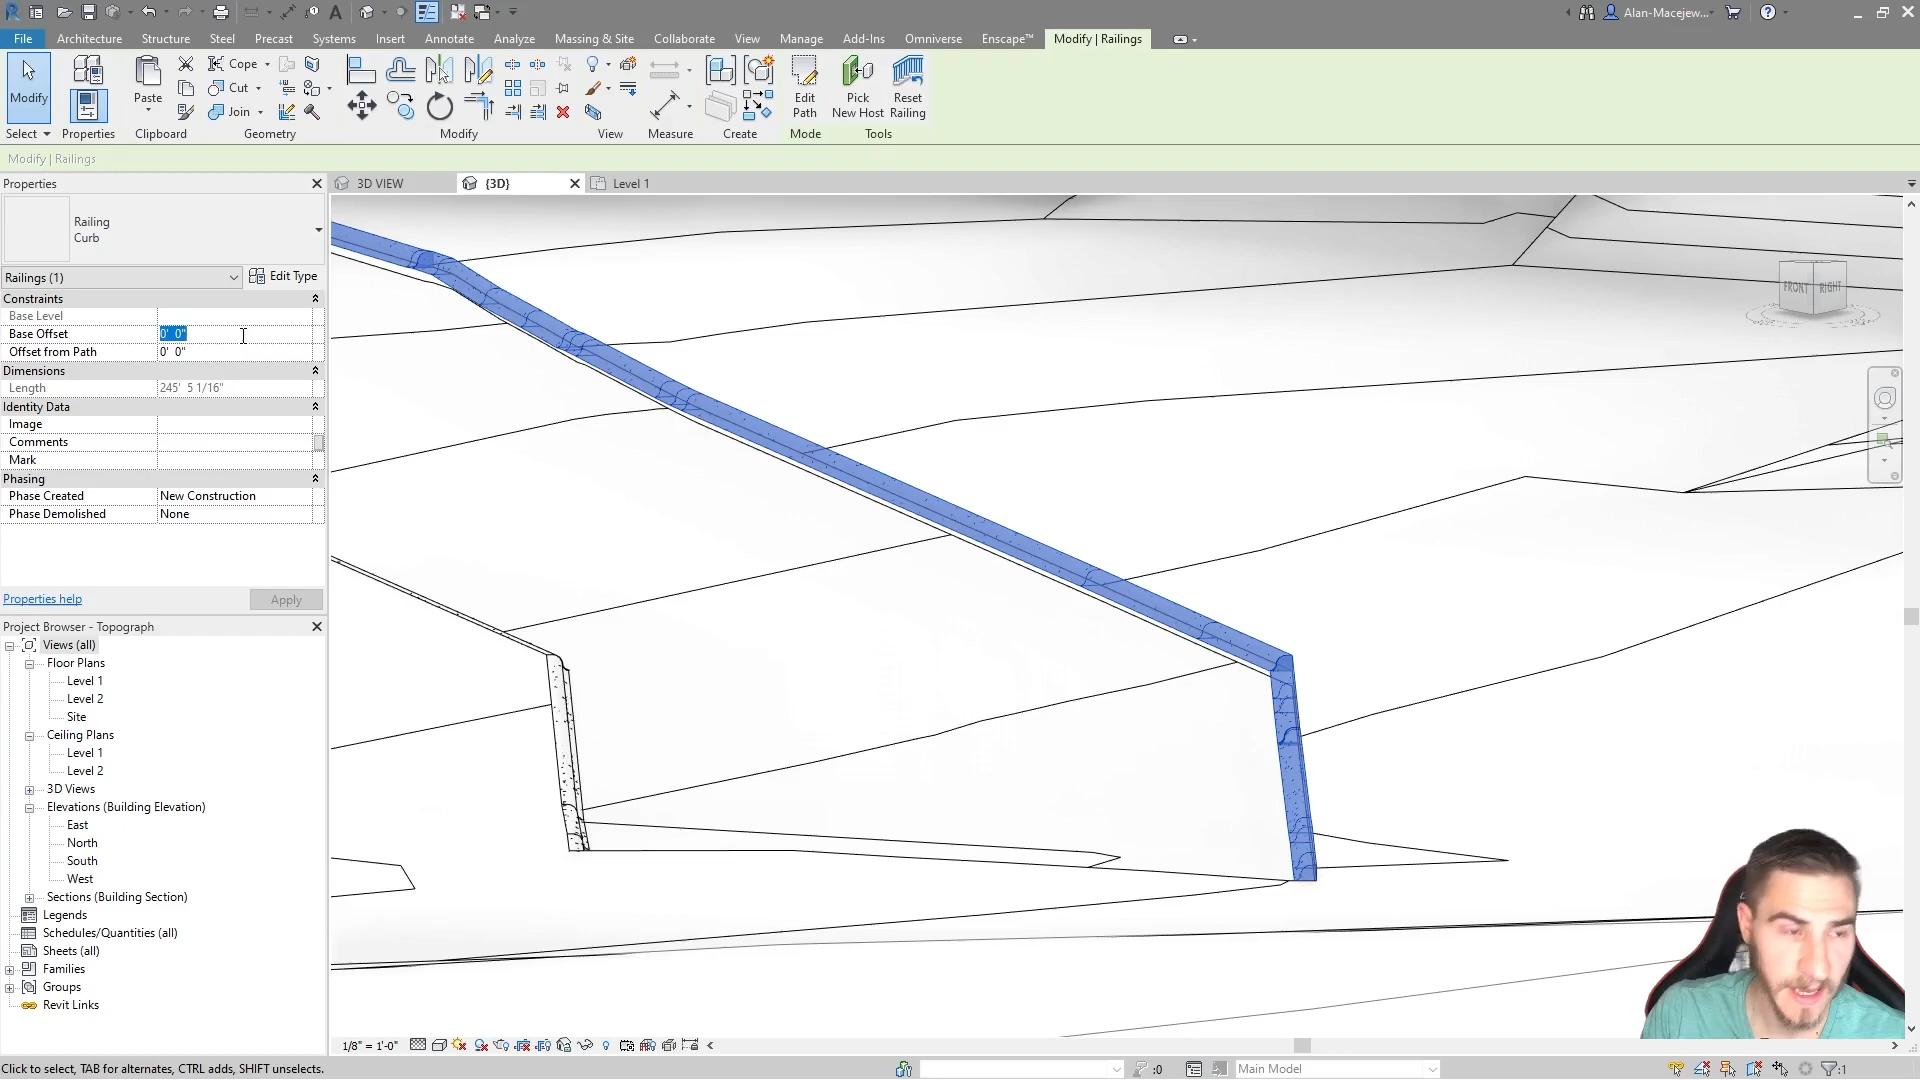 Alan-Macejew...
File
Architecture
Structure
Steel
Precast
Systems
Insert
Annotate
Analyze
Massing & Site
Collaborate
View
Manage
Add-Ins
Omniverse
Enscape™
Modify | Railings
Modify
Paste
Cope
Cut
Join
Edit Path
Pick New Host
Reset Railing
Select
Properties
Clipboard
Geometry
Modify
View
Measure
Create
Mode
Tools
Modify | Railings
Properties
3D VIEW
{3D}
Level 1
Railing
Curb
Railings (1)
Edit Type
Constraints
Base Level
Base Offset 0' 0"
Offset from Path 0' 0"
Dimensions
Length 245' 5 1/16"
Identity Data
Image
Comments
Mark
Phasing
Phase Created New Construction
Phase Demolished None
Properties help
Apply
Project Browser - Topograph
Views (all)
Floor Plans
Level 1
Level 2
Site
Ceiling Plans
Level 1
Level 2
3D Views
Elevations (Building Elevation)
East
North
South
West
Sections (Building Section)
Legends
Schedules/Quantities (all)
Sheets (all)
Families
Groups
Revit Links
FRONT
RIGHT
1/8" = 1'-0"
Click to select, TAB for alternates, CTRL adds, SHIFT unselects.
:0
Main Model
:1